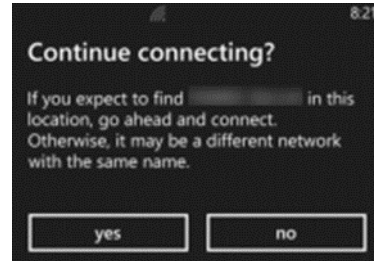 8:21
Continue connecting?
If you expect to find in this
location, go ahead and connect.
Otherwise, it may be a different network
with the same name.
yes
no